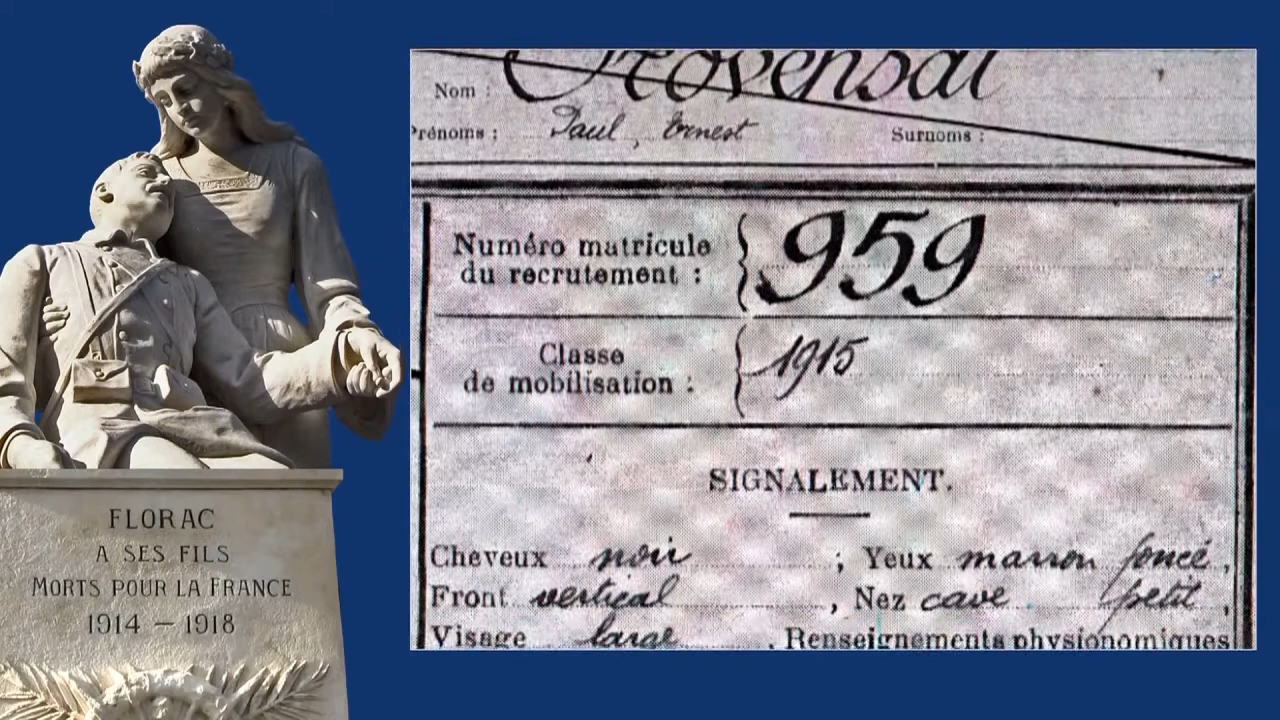 FLORAC
A SES FILS
MORTS POUR LA FRANCE
1914 – 1918
Nom : Provensal
Prénoms : Paul, Ernest Surnoms :
Numéro matricule
du recrutement : 959
Classe
de mobilisation : 1915
SIGNALEMENT.
Cheveux noir ; Yeux marron foncé,
Front vertical, Nez cave petit,
Visage large. Renseignements physionomiques